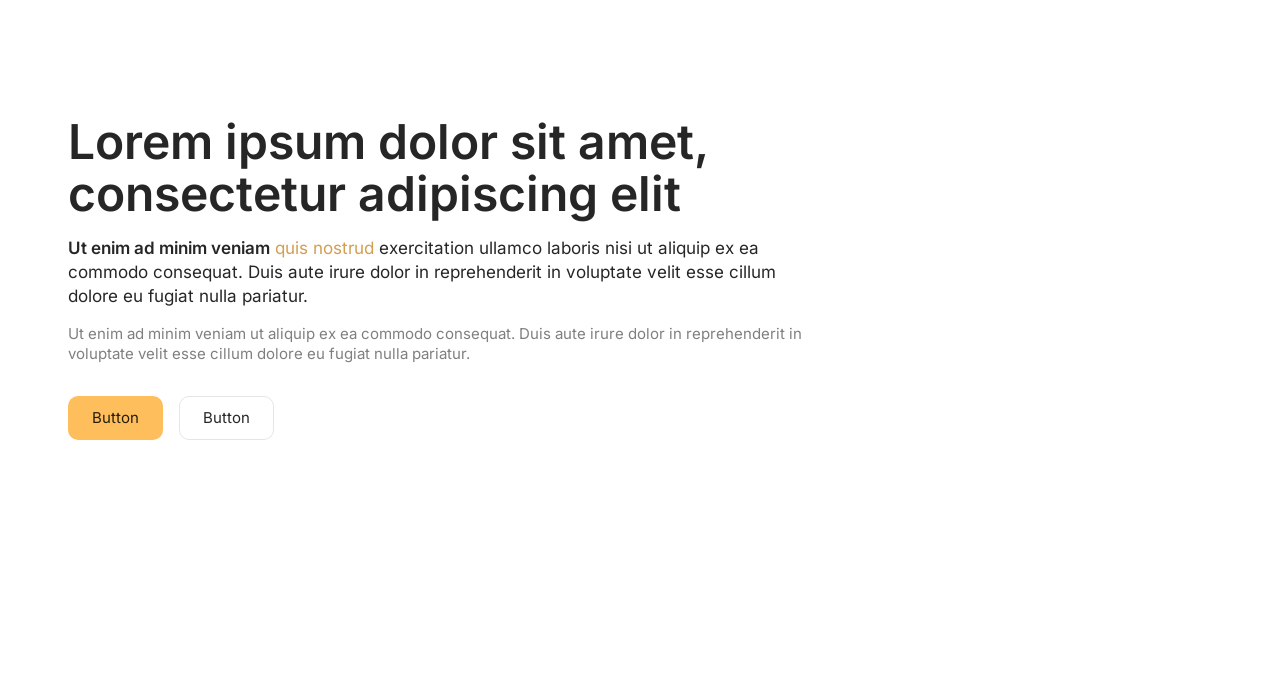 Lorem ipsum dolor sit amet,
consectetur adipiscing elit
Ut enim ad minim veniam quis nostrud exercitation ullamco laboris nisi ut aliquip ex ea
commodo consequat. Duis aute irure dolor in reprehenderit in voluptate velit esse cillum
dolore eu fugiat nulla pariatur.
Ut enim ad minim veniam ut aliquip ex ea commodo consequat. Duis aute irure dolor in reprehenderit in
voluptate velit esse cillum dolore eu fugiat nulla pariatur.
Button Button